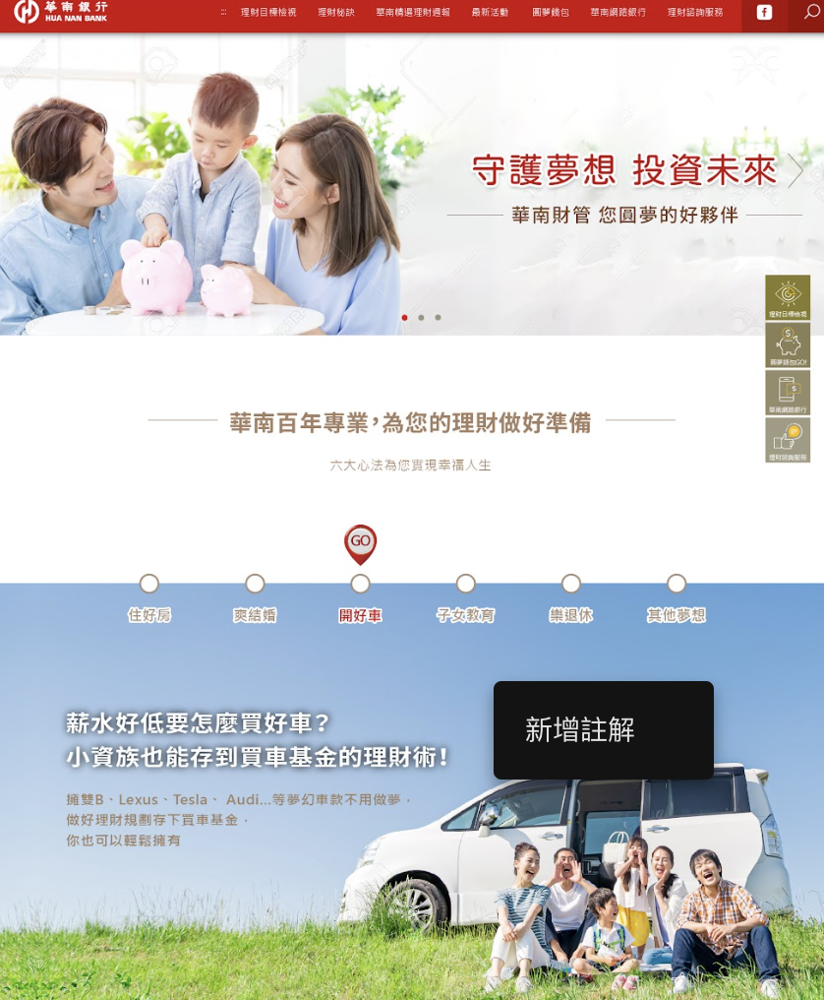 華南銀行
HUA NAN BANK
:::
理財目標檢視
理財秘訣
華南精選理財週報
最新活動
圓夢錢包
華南網路銀行
理財諮詢服務
守護夢想 投資未來
華南財管 您圓夢的好夥伴
理財目標檢視
圓夢錢包GO!
華南網路銀行
理財諮詢服務
華南百年專業，為您的理財做好準備
六大心法為您實現幸福人生
GO
住好房
爽結婚
開好車
子女教育
樂退休
其他夢想
新增註解
薪水好低要怎麼買好車？
小資族也能存到買車基金的理財術！
擁雙B、Lexus、Tesla、 Audi...等夢幻車款不用做夢，
做好理財規劃存下買車基金，
你也可以輕鬆擁有